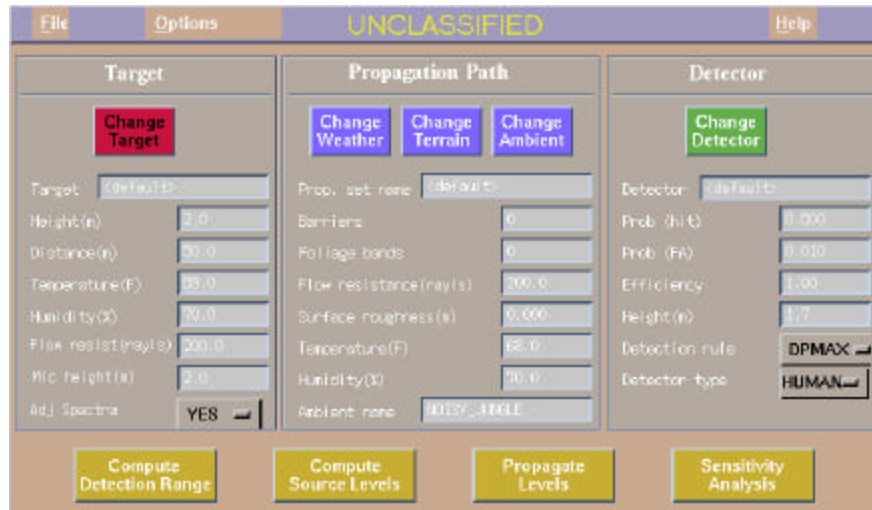 File Options UNCLASSIFIED Help
Target
Change Target
Target (default)
Height(m) 2.0
Distance(m)
Temperature(F)
Humidity(%) 70.0
Flow resist(rayls) 200.0
Mic height(m) 2.0
Adj Spectra YES
Propagation Path
Change Weather
Change Terrain
Change Ambient
Prop. set name (default)
Barriers 0
Foliage bands 0
Flow resistance(rayls) 200.0
Surface roughness(m) 0.000
Temperature(F) 68.0
Humidity(%) 70.0
Ambient name NOISY_JUNGLE
Detector
Change Detector
Detector (default)
Prob (hit) 0.500
Prob (FA) 0.010
Efficiency 1.00
Height(m) 1.7
Detection rule DPMAX
Detector type HUMAN
Compute Detection Range
Compute Source Levels
Propagate Levels
Sensitivity Analysis